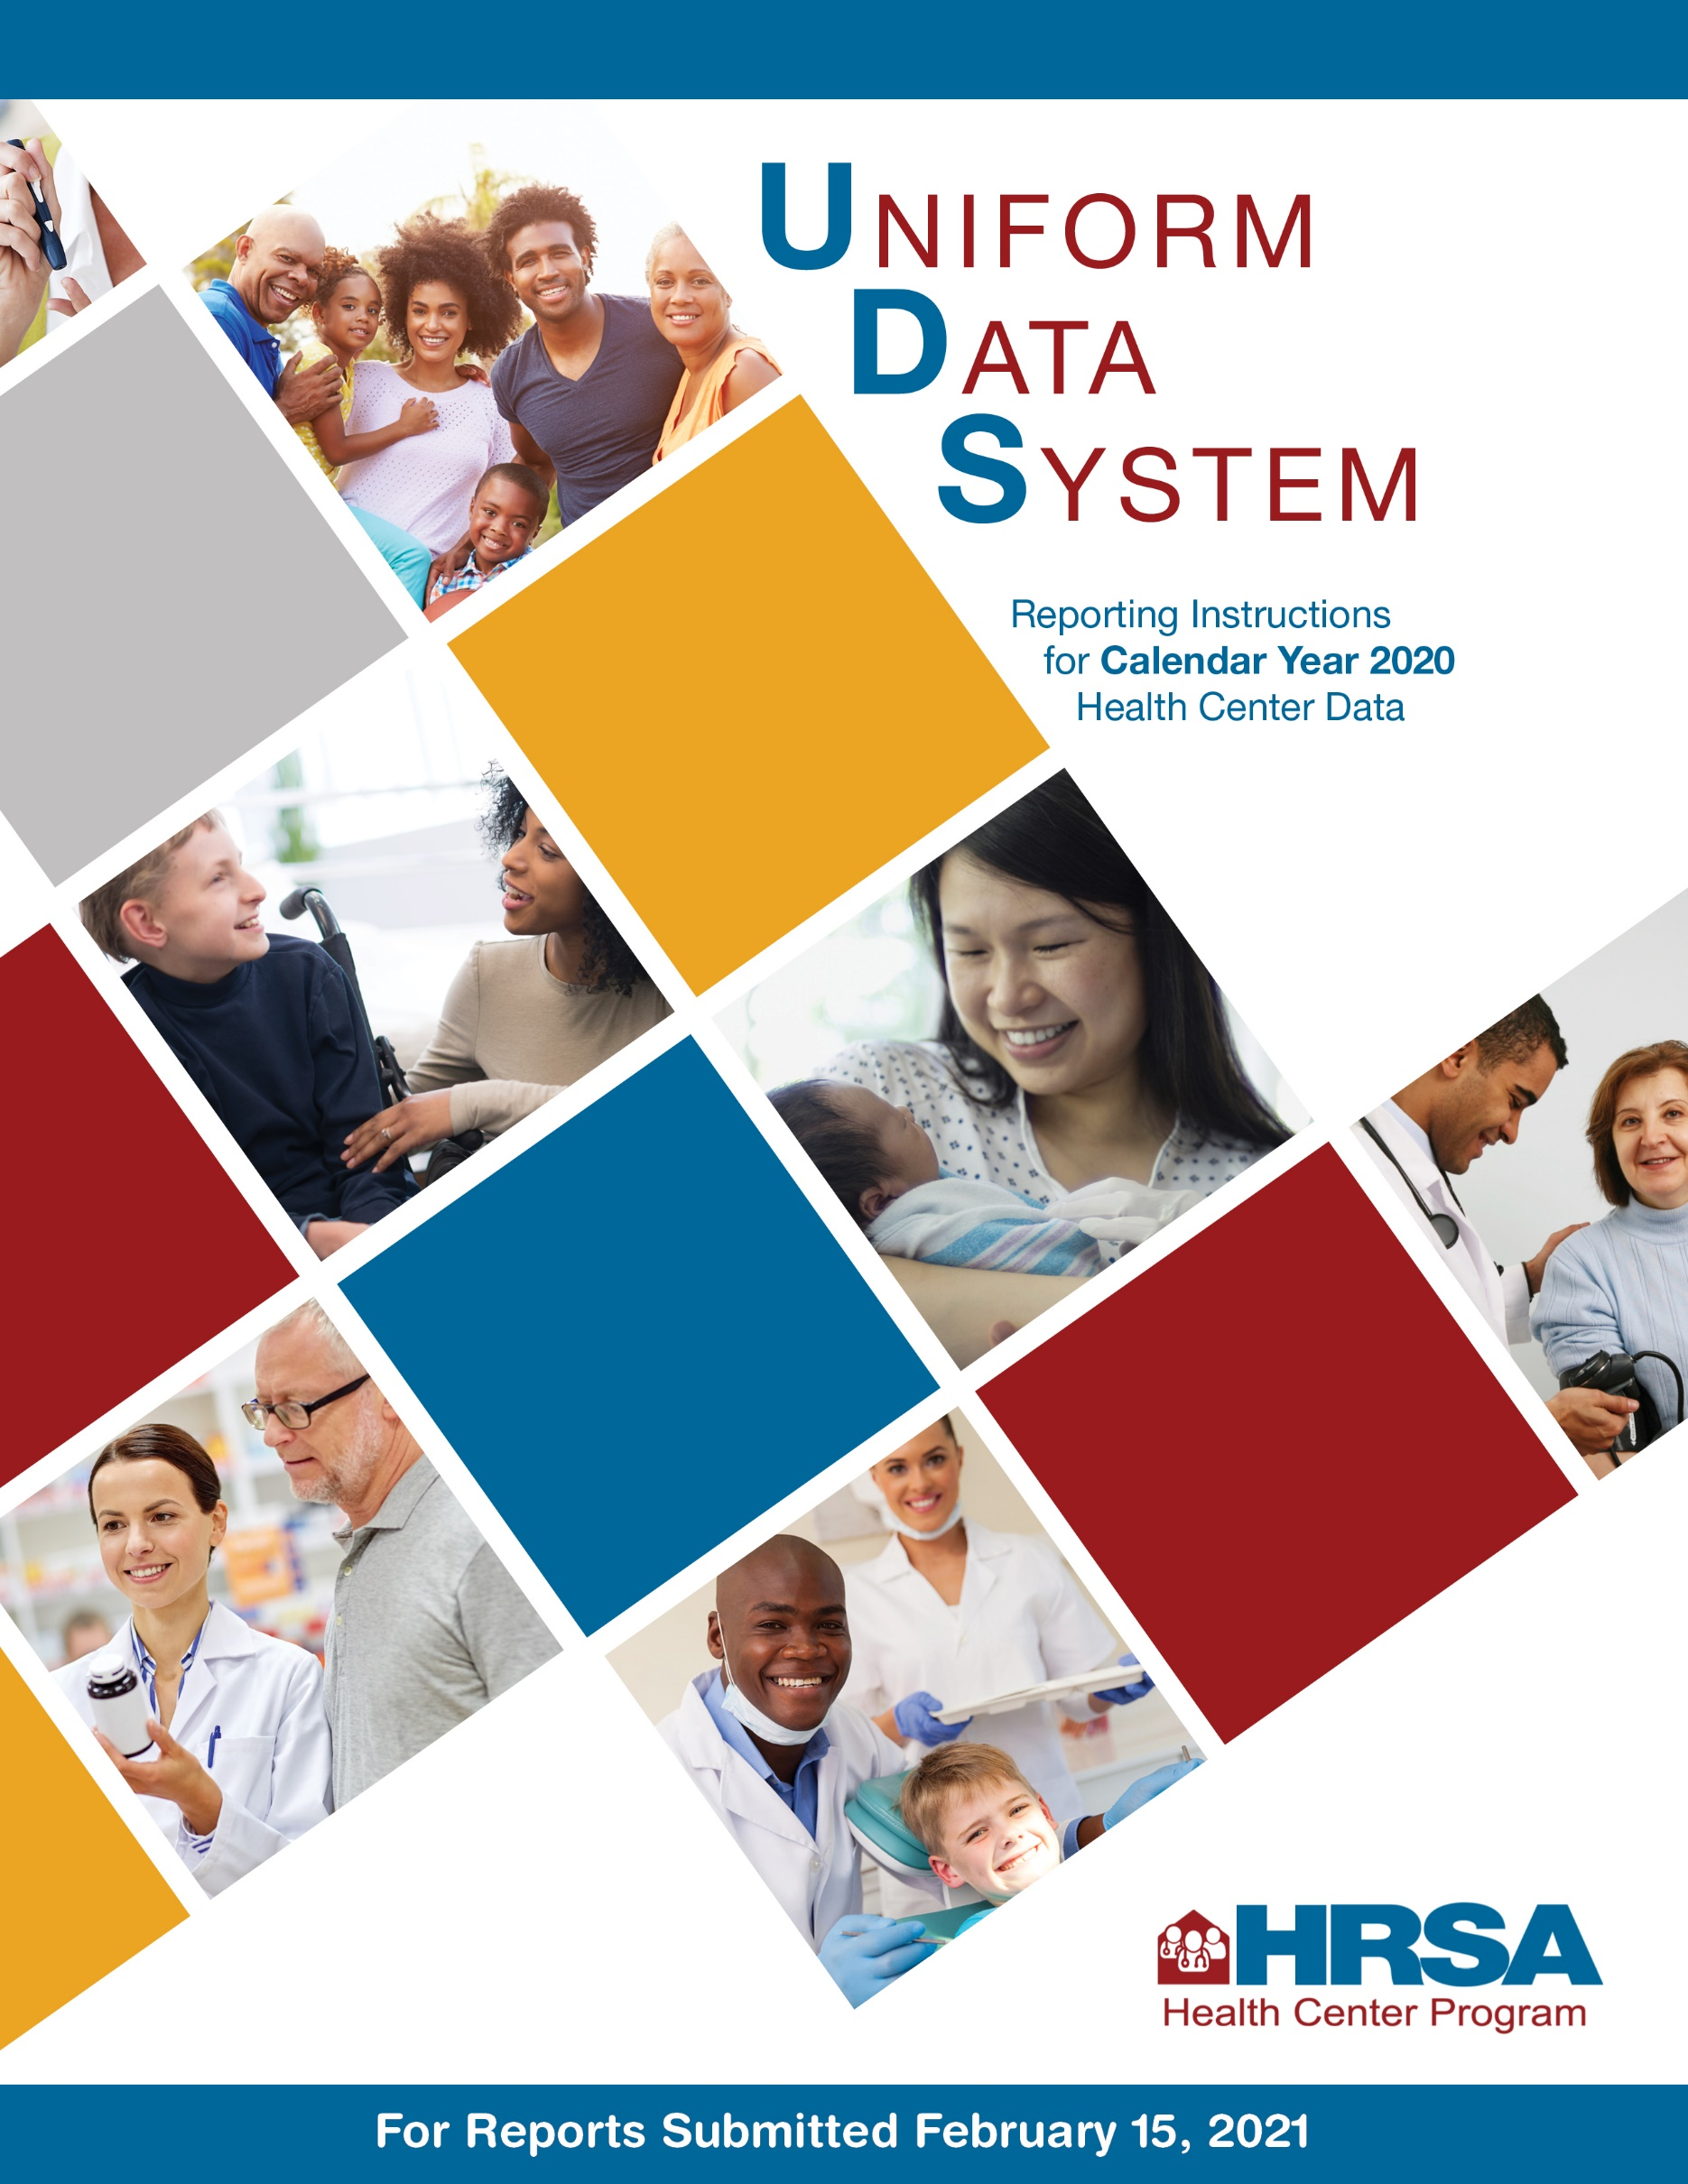 UNIFORM
DATA
SYSTEM
Reporting Instructions
for Calendar Year 2020
Health Center Data
HRSA
Health Center Program
For Reports Submitted February 15, 2021